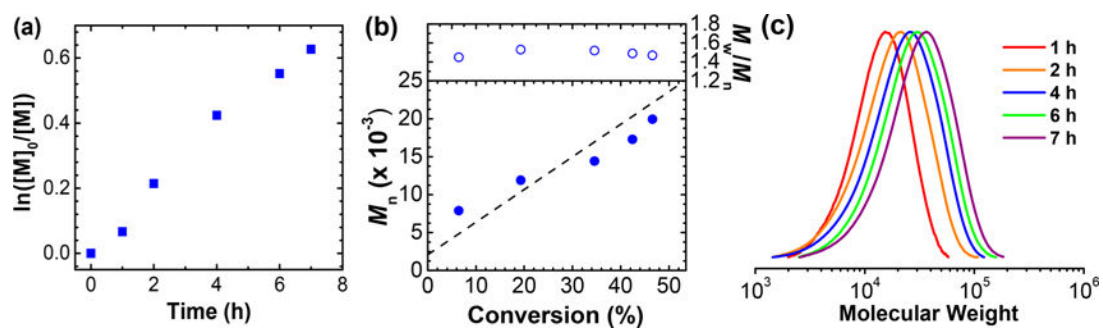 (a)
ln([M]₀/[M])
0.6
0.4
0.2
0.0
0 2 4 6 8
Time (h)
(b)
1.8
1.6
1.4
1.2
Mw/Mn
25
20
15
10
5
0
Mn (x 10⁻³)
0 10 20 30 40 50
Conversion (%)
(c)
1 h
2 h
4 h
6 h
7 h
10³ 10⁴ 10⁵ 10⁶
Molecular Weight